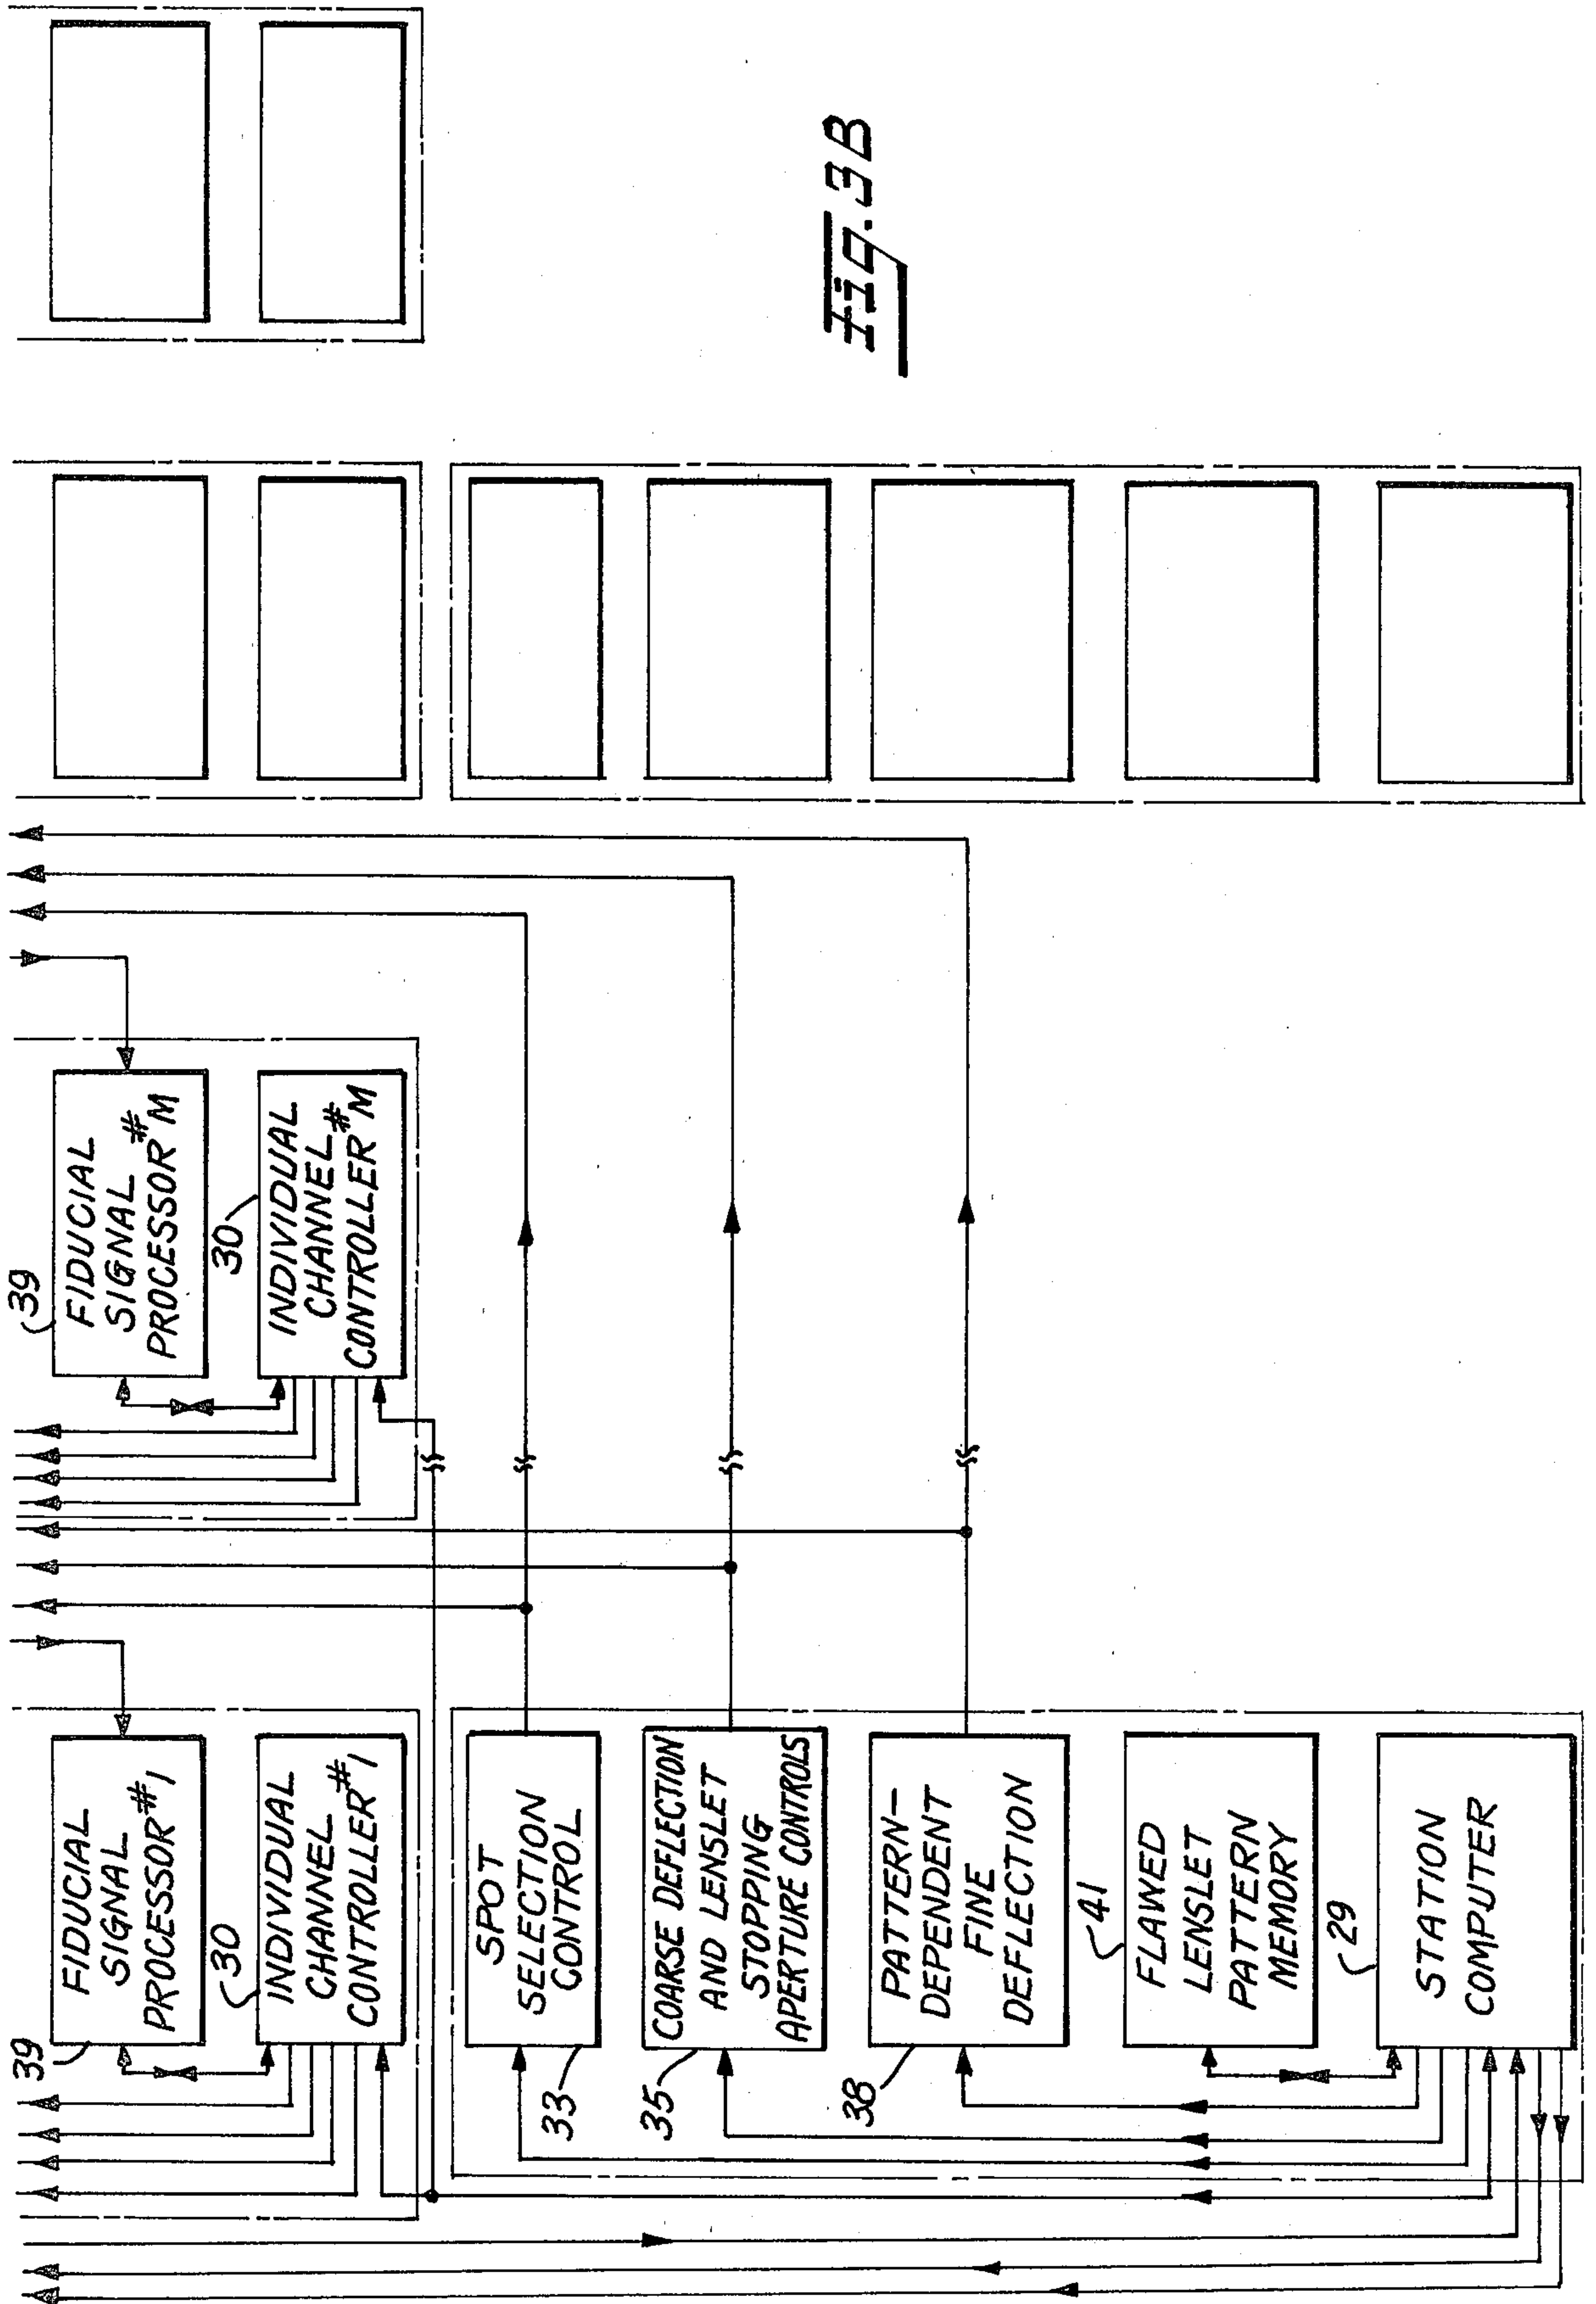 39
FIDUCIAL
SIGNAL
PROCESSOR #1
30
INDIVIDUAL
CHANNEL
CONTROLLER #1
39
FIDUCIAL
SIGNAL
PROCESSOR #M
30
INDIVIDUAL
CHANNEL
CONTROLLER #M
33
SPOT
SELECTION
CONTROL
35
COARSE DEFLECTION
AND LENSLET
STOPPING
APERTURE CONTROLS
38
PATTERN-
DEPENDENT
FINE
DEFLECTION
41
FLAWED
LENSLET
PATTERN
MEMORY
29
STATION
COMPUTER
Fig. 3B